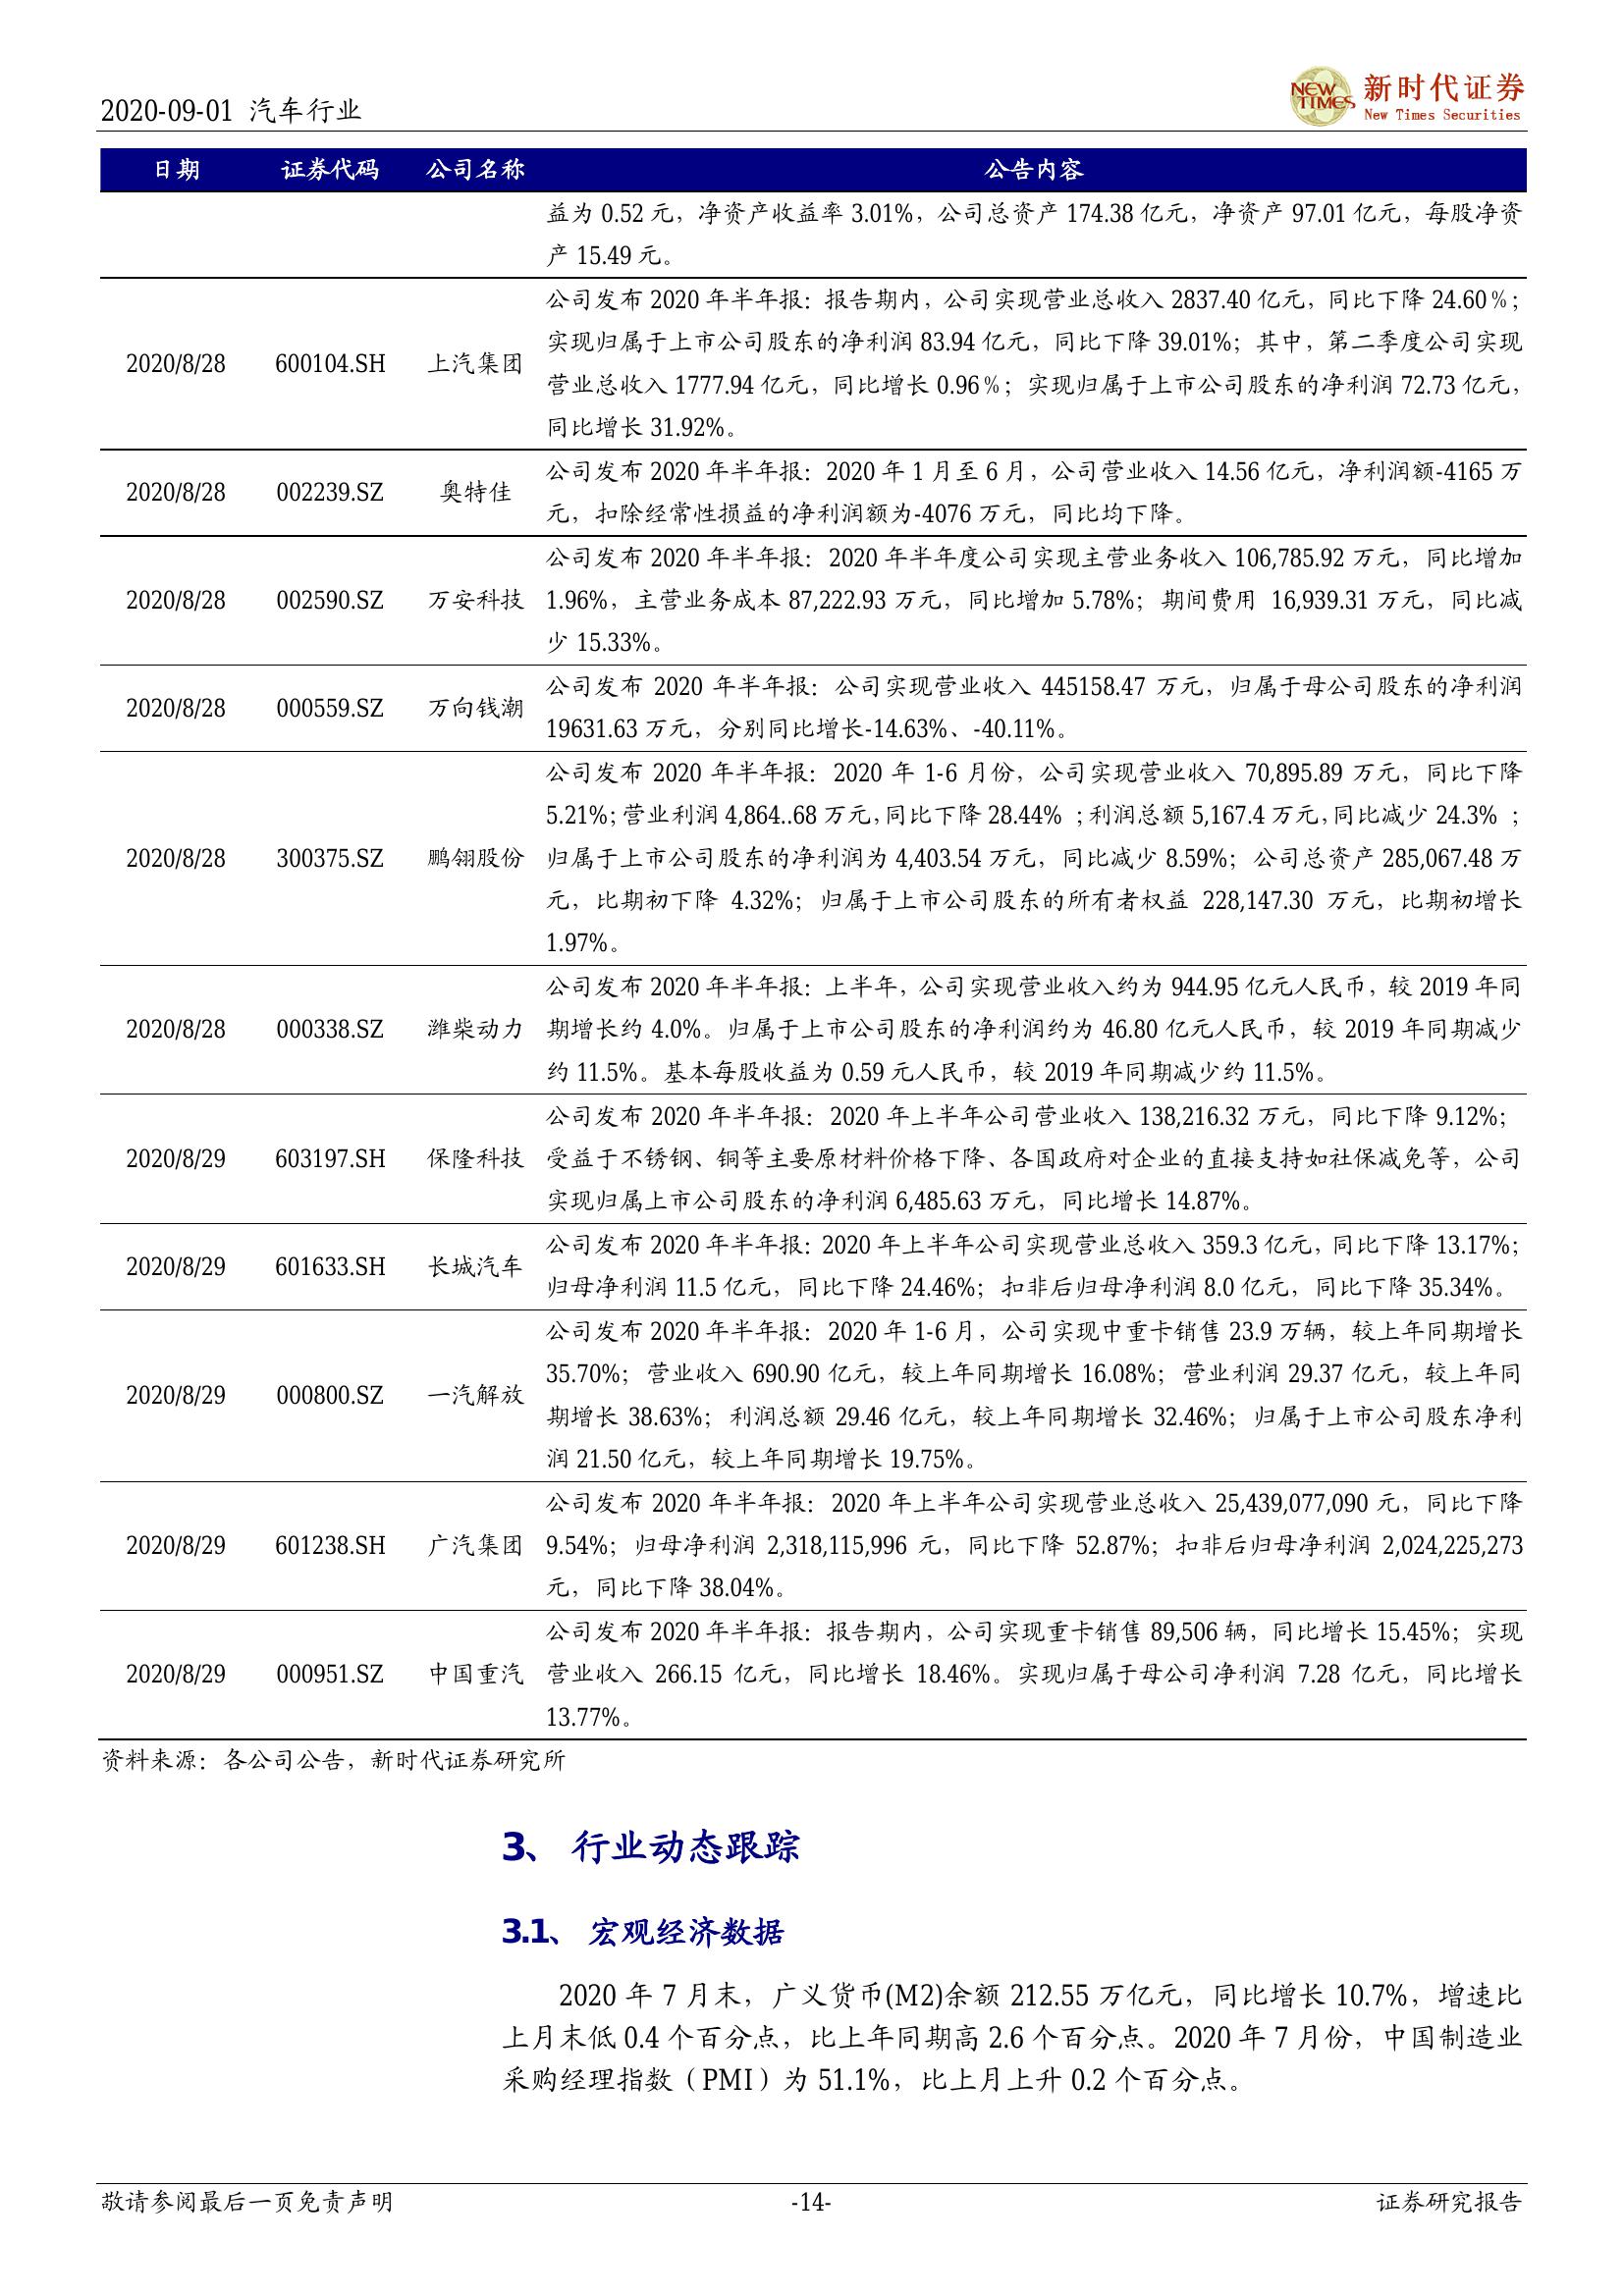 2020-09-01 汽车行业
NEW TIMES
新时代证券
New Times Securities
日期 证券代码 公司名称 公告内容
益为 0.52 元，净资产收益率 3.01%，公司总资产 174.38 亿元，净资产 97.01 亿元，每股净资
产 15.49 元。
公司发布 2020 年半年报：报告期内，公司实现营业总收入 2837.40 亿元，同比下降 24.60％；
实现归属于上市公司股东的净利润 83.94 亿元，同比下降 39.01%；其中，第二季度公司实现
2020/8/28 600104.SH 上汽集团
营业总收入 1777.94 亿元，同比增长 0.96％；实现归属于上市公司股东的净利润 72.73 亿元，
同比增长 31.92%。
公司发布 2020 年半年报：2020 年 1 月至 6 月，公司营业收入 14.56 亿元，净利润额-4165 万
2020/8/28 002239.SZ 奥特佳
元，扣除经常性损益的净利润额为-4076 万元，同比均下降。
公司发布 2020 年半年报：2020 年半年度公司实现主营业务收入 106,785.92 万元，同比增加
2020/8/28 002590.SZ 万安科技 1.96%，主营业务成本 87,222.93 万元，同比增加 5.78%；期间费用 16,939.31 万元，同比减
少 15.33%。
公司发布 2020 年半年报：公司实现营业收入 445158.47 万元，归属于母公司股东的净利润
2020/8/28 000559.SZ 万向钱潮
19631.63 万元，分别同比增长-14.63%、-40.11%。
公司发布 2020 年半年报：2020 年 1-6 月份，公司实现营业收入 70,895.89 万元，同比下降
5.21%；营业利润 4,864..68 万元，同比下降 28.44% ；利润总额 5,167.4 万元，同比减少 24.3% ；
2020/8/28 300375.SZ 鹏翎股份 归属于上市公司股东的净利润为 4,403.54 万元，同比减少 8.59%；公司总资产 285,067.48 万
元，比期初下降 4.32%；归属于上市公司股东的所有者权益 228,147.30 万元，比期初增长
1.97%。
公司发布 2020 年半年报：上半年，公司实现营业收入约为 944.95 亿元人民币，较 2019 年同
2020/8/28 000338.SZ 潍柴动力 期增长约 4.0%。归属于上市公司股东的净利润约为 46.80 亿元人民币，较 2019 年同期减少
约 11.5%。基本每股收益为 0.59 元人民币，较 2019 年同期减少约 11.5%。
公司发布 2020 年半年报：2020 年上半年公司营业收入 138,216.32 万元，同比下降 9.12%；
2020/8/29 603197.SH 保隆科技 受益于不锈钢、铜等主要原材料价格下降、各国政府对企业的直接支持如社保减免等，公司
实现归属上市公司股东的净利润 6,485.63 万元，同比增长 14.87%。
公司发布 2020 年半年报：2020 年上半年公司实现营业总收入 359.3 亿元，同比下降 13.17%；
2020/8/29 601633.SH 长城汽车
归母净利润 11.5 亿元，同比下降 24.46%；扣非后归母净利润 8.0 亿元，同比下降 35.34%。
公司发布 2020 年半年报：2020 年 1-6 月，公司实现中重卡销售 23.9 万辆，较上年同期增长
35.70%；营业收入 690.90 亿元，较上年同期增长 16.08%；营业利润 29.37 亿元，较上年同
2020/8/29 000800.SZ 一汽解放
期增长 38.63%；利润总额 29.46 亿元，较上年同期增长 32.46%；归属于上市公司股东净利
润 21.50 亿元，较上年同期增长 19.75%。
公司发布 2020 年半年报：2020 年上半年公司实现营业总收入 25,439,077,090 元，同比下降
2020/8/29 601238.SH 广汽集团 9.54%；归母净利润 2,318,115,996 元，同比下降 52.87%；扣非后归母净利润 2,024,225,273
元，同比下降 38.04%。
公司发布 2020 年半年报：报告期内，公司实现重卡销售 89,506 辆，同比增长 15.45%；实现
2020/8/29 000951.SZ 中国重汽 营业收入 266.15 亿元，同比增长 18.46%。实现归属于母公司净利润 7.28 亿元，同比增长
13.77%。
资料来源：各公司公告，新时代证券研究所
3、 行业动态跟踪
3.1、 宏观经济数据
2020 年 7 月末，广义货币(M2)余额 212.55 万亿元，同比增长 10.7%，增速比
上月末低 0.4 个百分点，比上年同期高 2.6 个百分点。2020 年 7 月份，中国制造业
采购经理指数（PMI）为 51.1%，比上月上升 0.2 个百分点。
敬请参阅最后一页免责声明 -14- 证券研究报告